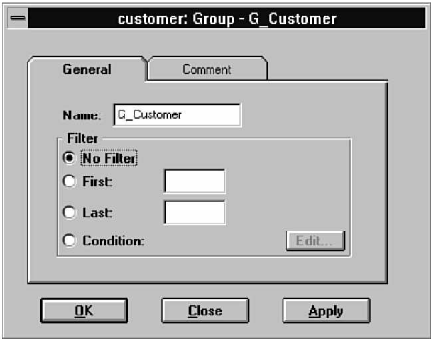 customer: Group - G_Customer
General Comment
Name: G_Customer
Filter
No Filter
First:
Last:
Condition: Edit...
OK Close Apply